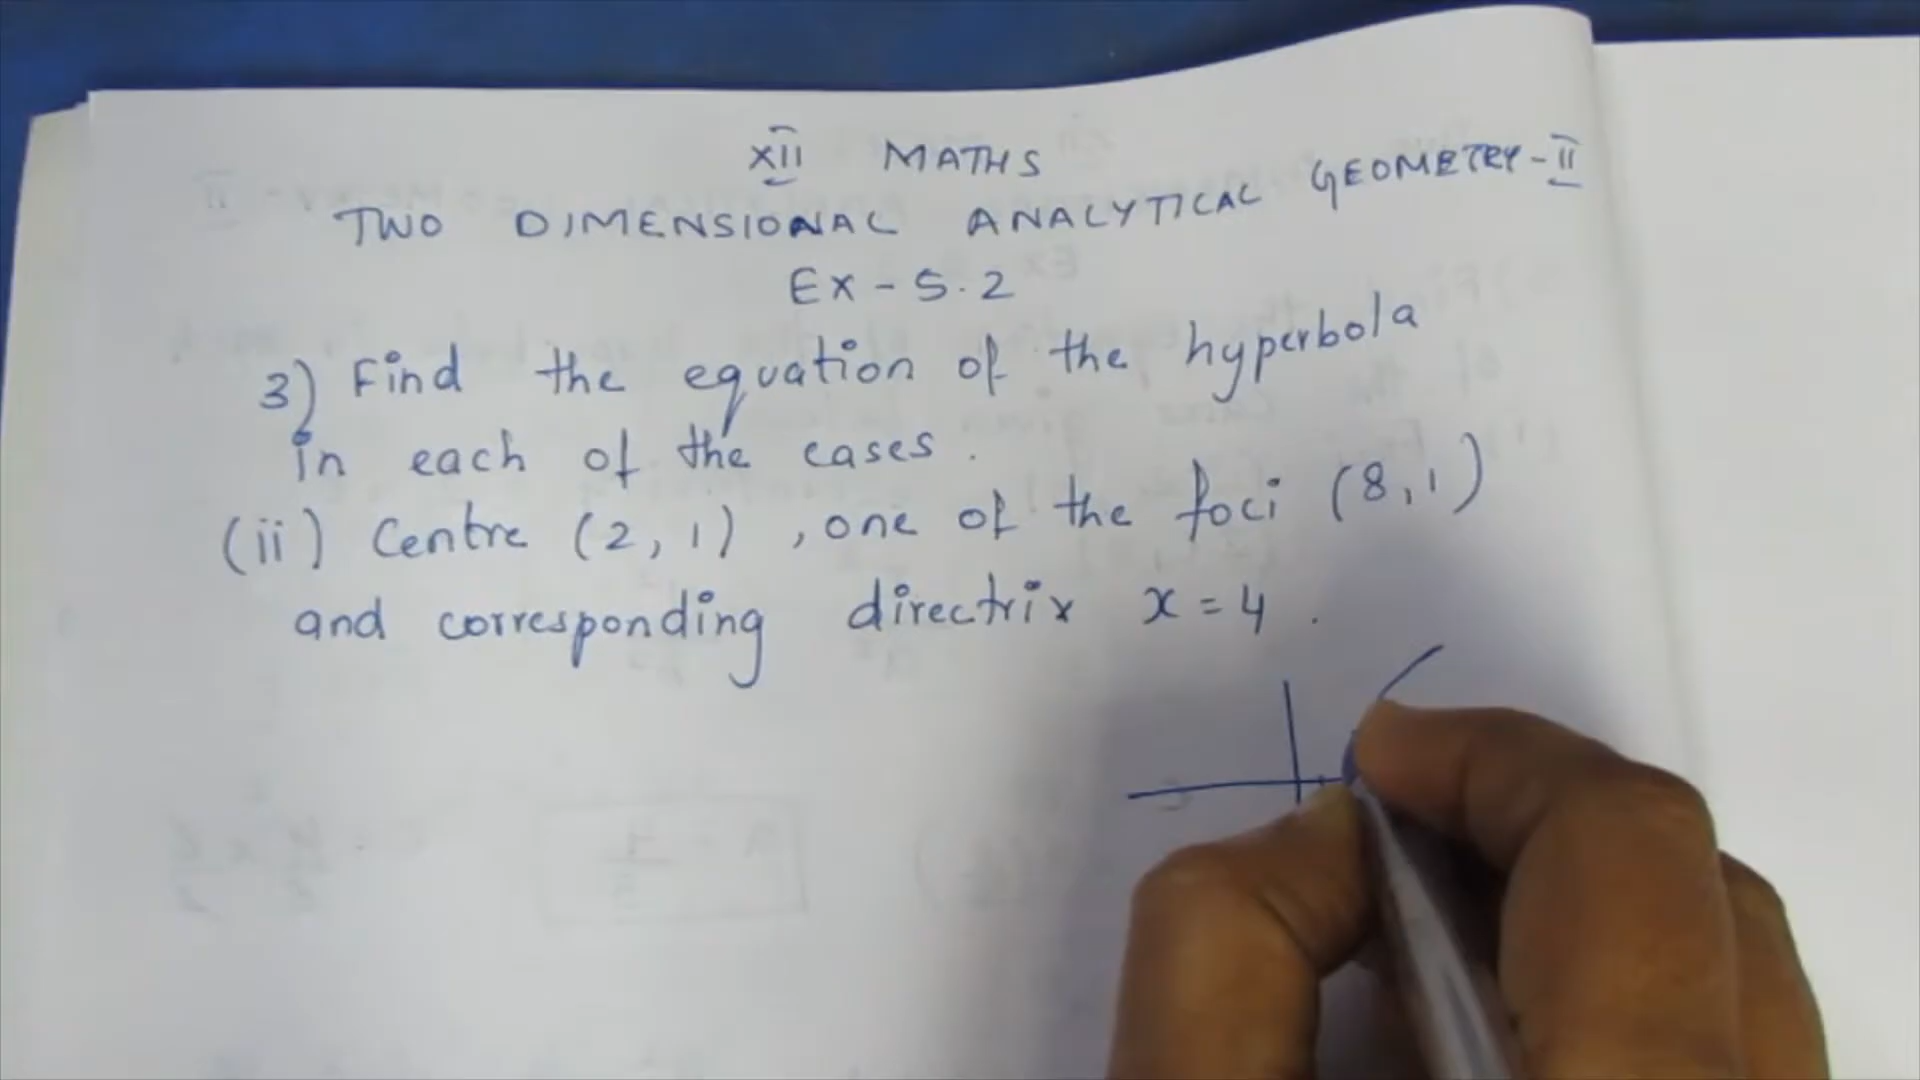 XII MATHS
TWO DIMENSIONAL ANALYTICAL GEOMETRY - II
EX - 5.2
3) Find the equation of the hyperbola
in each of the cases.
(ii) Centre (2, 1), one of the foci (8, 1)
and corresponding directrix x = 4.